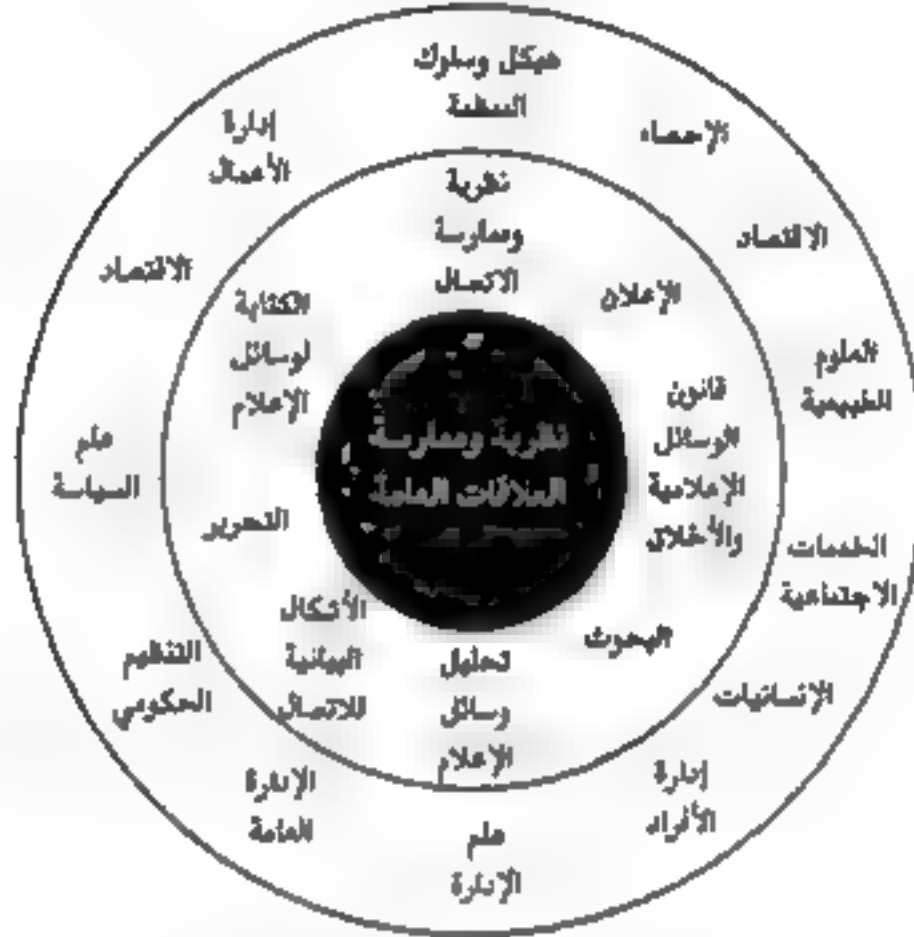 هيكل وسلوك
المنظمة
الإحصاء
الاقتصاد
العلوم
الطبيعية
الخدمات
الاجتماعية
الإنسانيات
إدارة
الأفراد
علم
الإدارة
الإدارة
العامة
التنظيم
الحكومي
علم
السياسة
الاقتصاد
إدارة
الأعمال
نظرية
وممارسة
الاتصال
الإعلان
قانون
الوسائل
الإعلامية
والأخلاق
البحوث
تحليل
وسائل
الإعلام
الأشكال
البيانية
للاتصال
التحرير
الكتابة
لوسائل
الإعلام
نظرية وممارسة
العلاقات العامة